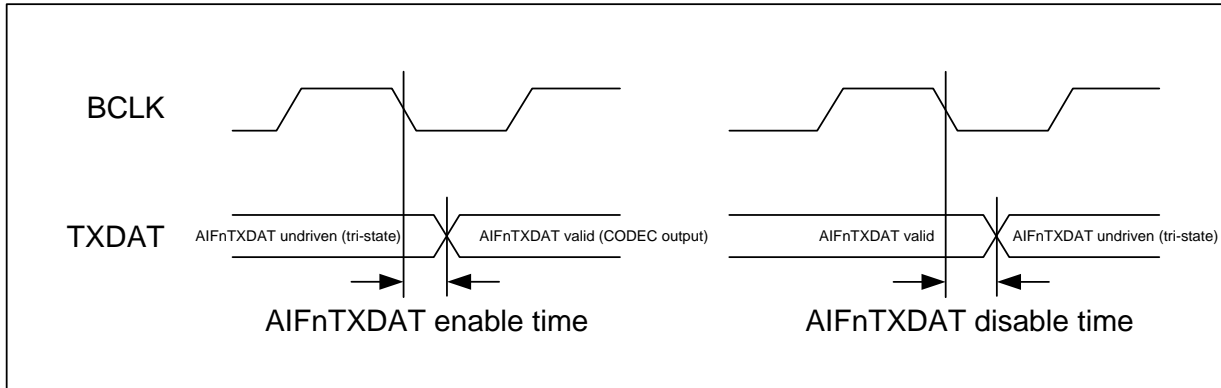 BCLK
TXDAT
AIFnTXDAT undriven (tri-state)
AIFnTXDAT valid (CODEC output)
AIFnTXDAT valid
AIFnTXDAT undriven (tri-state)
AIFnTXDAT enable time
AIFnTXDAT disable time